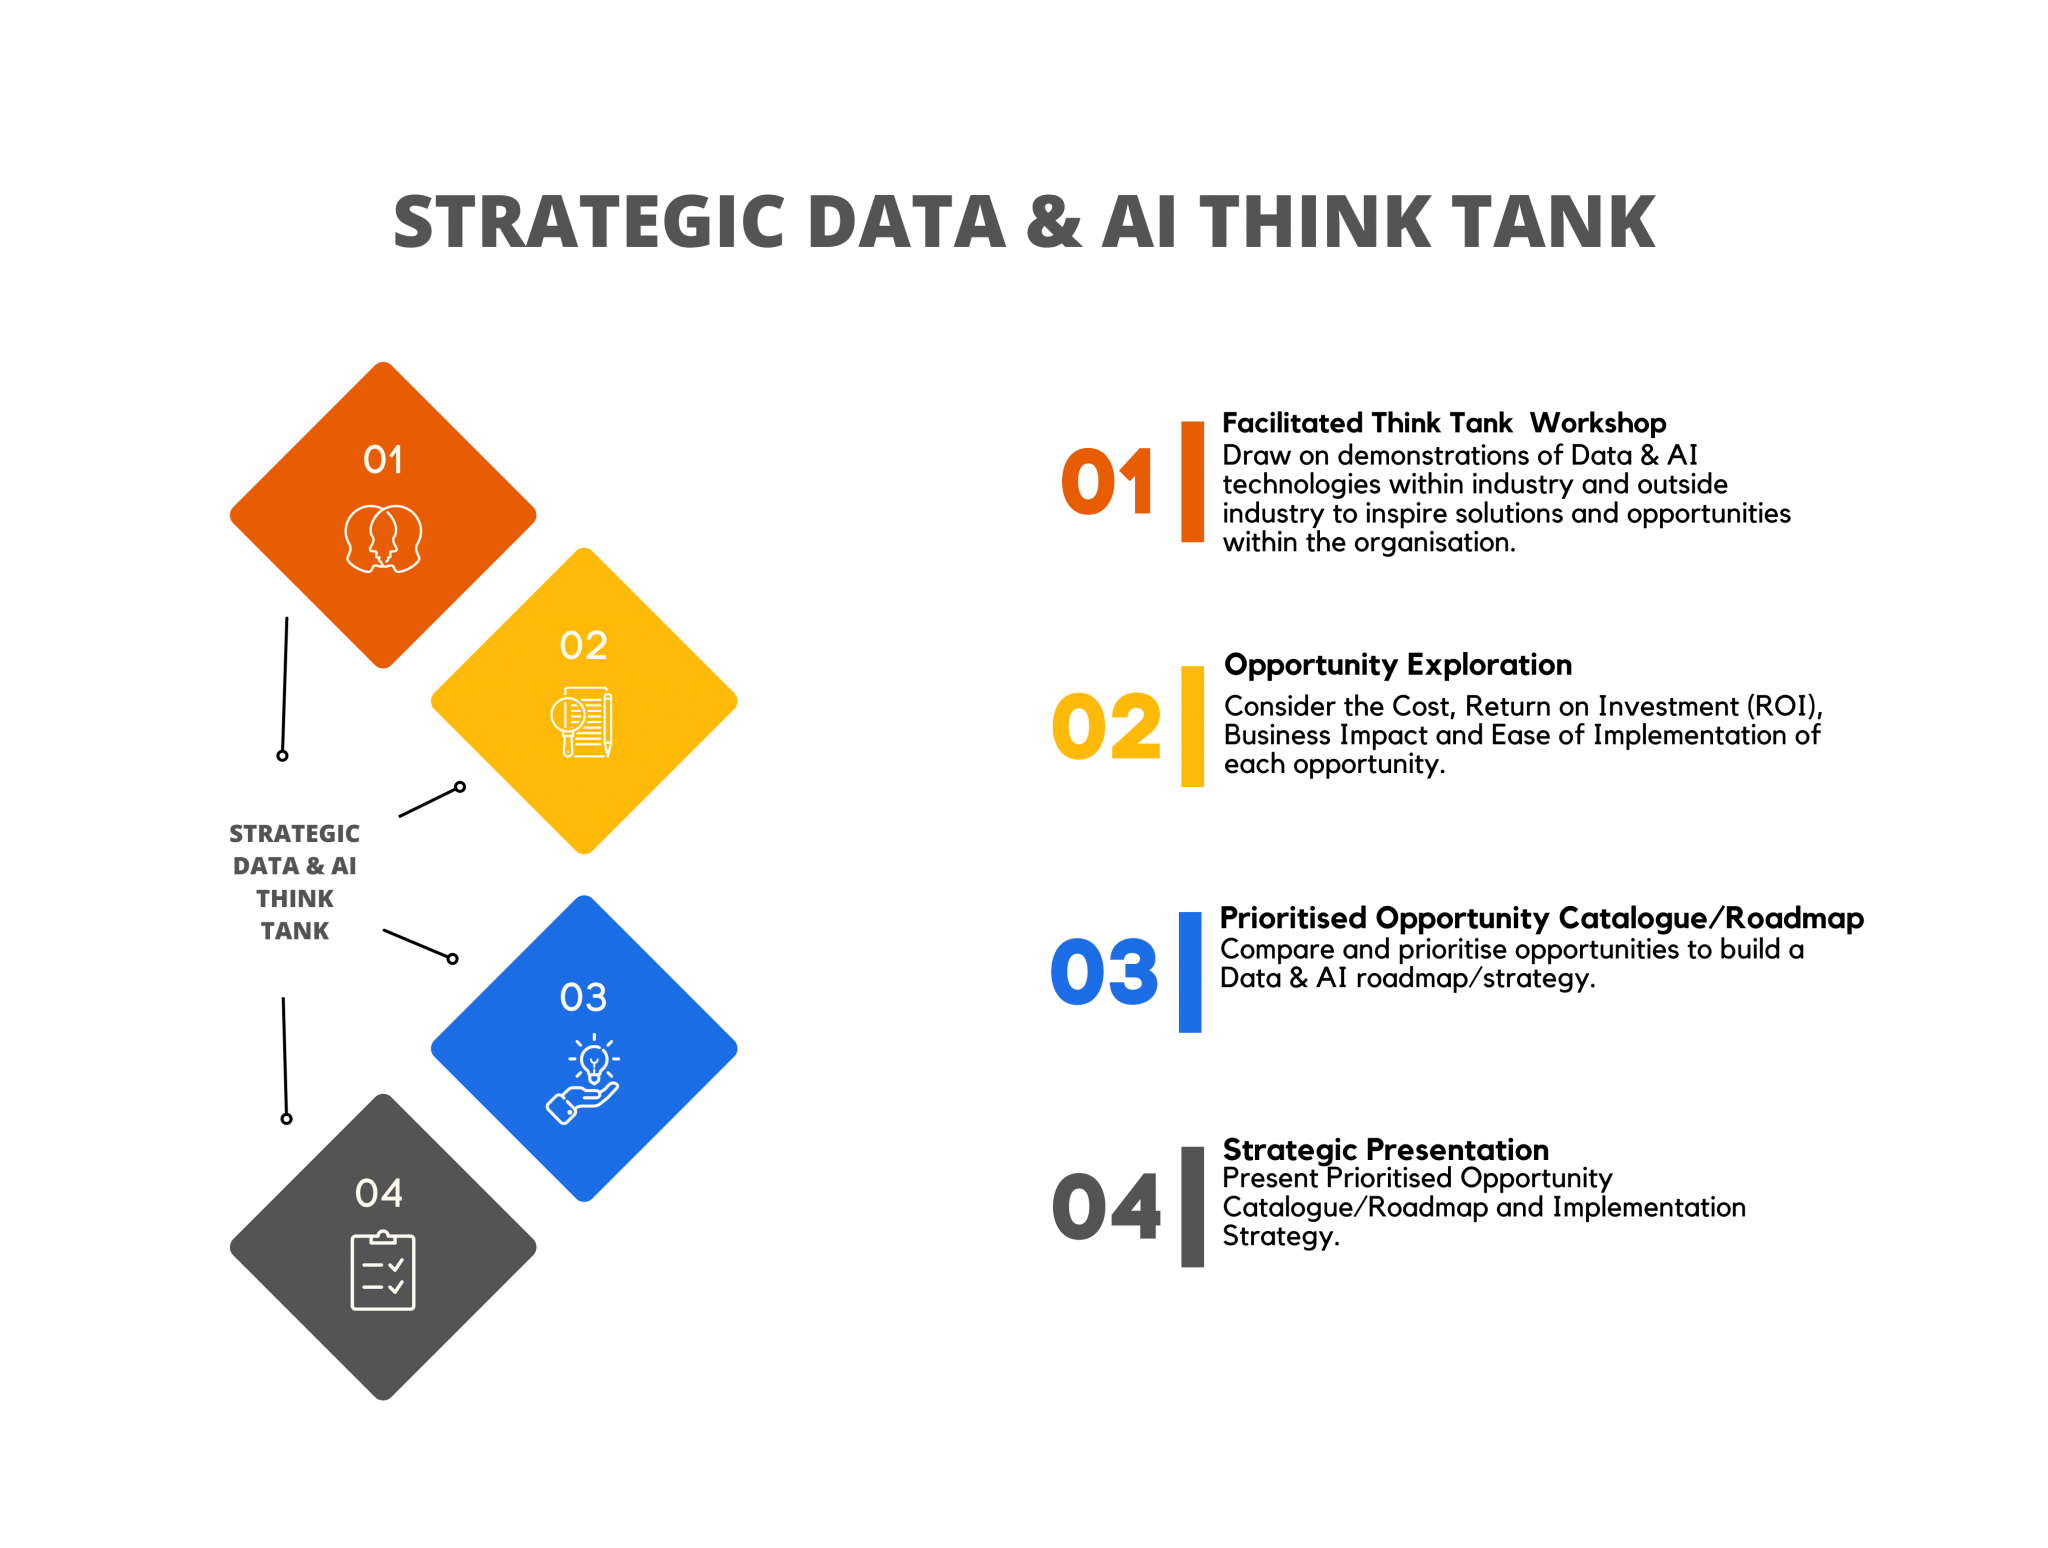 STRATEGIC DATA & AI THINK TANK
01
02
STRATEGIC
DATA & AI
THINK
TANK
03
04
01
Facilitated Think Tank  Workshop
Draw on demonstrations of Data & AI
technologies within industry and outside
industry to inspire solutions and opportunities
within the organisation.
02
Opportunity Exploration
Consider the Cost, Return on Investment (ROI),
Business Impact and Ease of Implementation of
each opportunity.
03
Prioritised Opportunity Catalogue/Roadmap
Compare and prioritise opportunities to build a
Data & AI roadmap/strategy.
04
Strategic Presentation
Present Prioritised Opportunity
Catalogue/Roadmap and Implementation
Strategy.